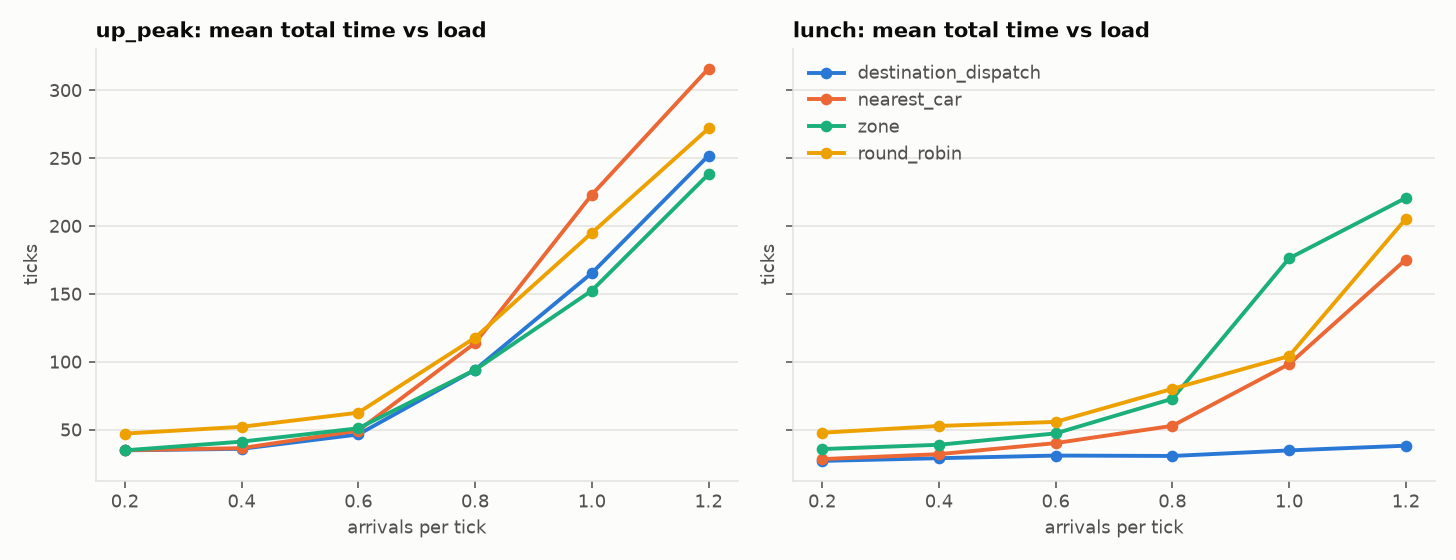 up_peak: mean total time vs load
300
250
200
150
100
50
ticks
0.2 0.4 0.6 0.8 1.0 1.2
arrivals per tick
lunch: mean total time vs load
destination_dispatch
nearest_car
zone
round_robin
ticks
0.2 0.4 0.6 0.8 1.0 1.2
arrivals per tick